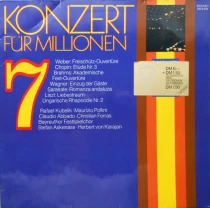 KONZERT
FÜR MILLIONEN
7
Weber: Freischütz-Ouvertüre
Chopin: Etüde Nr. 3
Brahms: Akademische
Fest-Ouvertüre
Wagner: Einzug der Gäste
Sarasate: Romanza andaluza
Liszt: Liebestraum
Ungarische Rhapsodie Nr. 2
Rafael Kubelik · Maurizio Pollini
Claudio Abbado · Christian Ferras
Bayreuther Festspielchor
Stefan Askenase · Herbert von Karajan